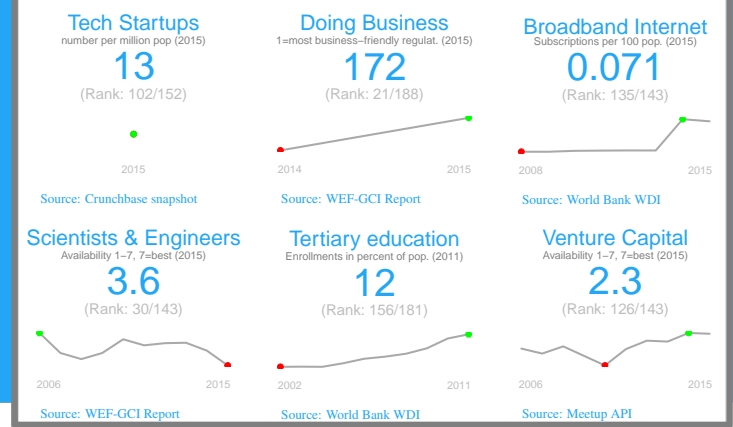 Tech Startups
number per million pop (2015)
13
(Rank: 102/152)
2015
Source: Crunchbase snapshot
Doing Business
1=most business−friendly regulat. (2015)
172
(Rank: 21/188)
2014 2015
Source: WEF-GCI Report
Broadband Internet
Subscriptions per 100 pop. (2015)
0.071
(Rank: 135/143)
2008 2015
Source: World Bank WDI
Scientists & Engineers
Availability 1−7, 7=best (2015)
3.6
(Rank: 30/143)
2006 2015
Source: WEF-GCI Report
Tertiary education
Enrollments in percent of pop. (2011)
12
(Rank: 156/181)
2002 2011
Source: World Bank WDI
Venture Capital
Availability 1−7, 7=best (2015)
2.3
(Rank: 126/143)
2006 2015
Source: Meetup API